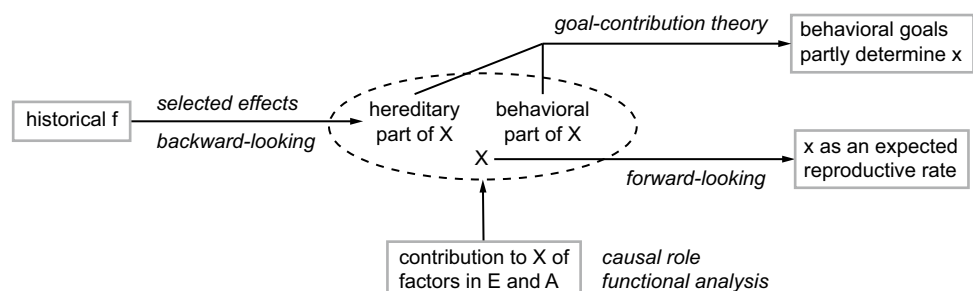 goal-contribution theory
behavioral goals
partly determine x
historical f
selected effects
backward-looking
hereditary
part of X
behavioral
part of X
X
forward-looking
x as an expected
reproductive rate
contribution to X of
factors in E and A
causal role
functional analysis